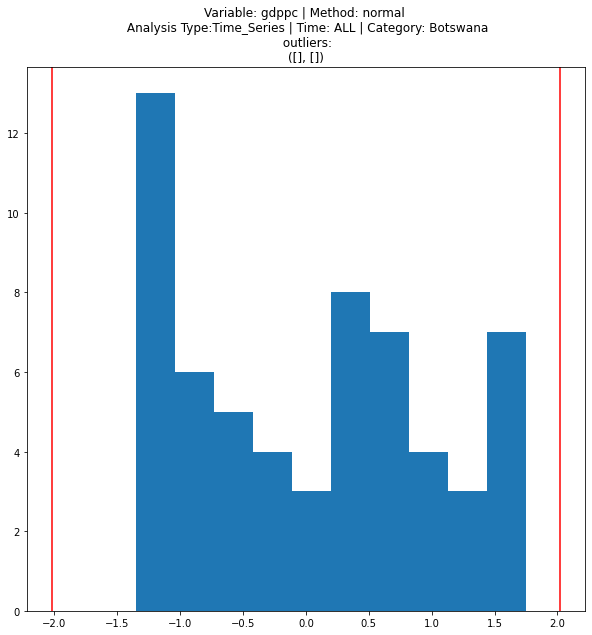 Variable: gdppc | Method: normal
Analysis Type:Time_Series | Time: ALL | Category: Botswana
outliers:
([], [])
12
10
8
6
4
2
0
−2.0 −1.5 −1.0 −0.5 0.0 0.5 1.0 1.5 2.0